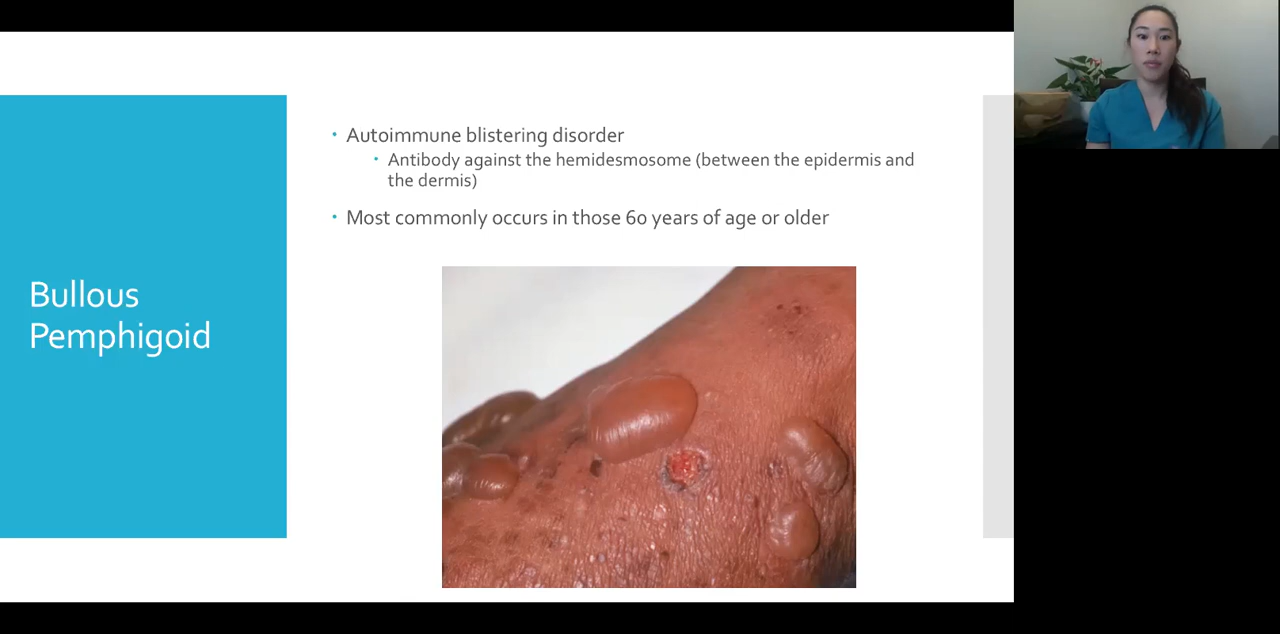 Bullous
Pemphigoid
Autoimmune blistering disorder
Antibody against the hemidesmosome (between the epidermis and
the dermis)
Most commonly occurs in those 60 years of age or older